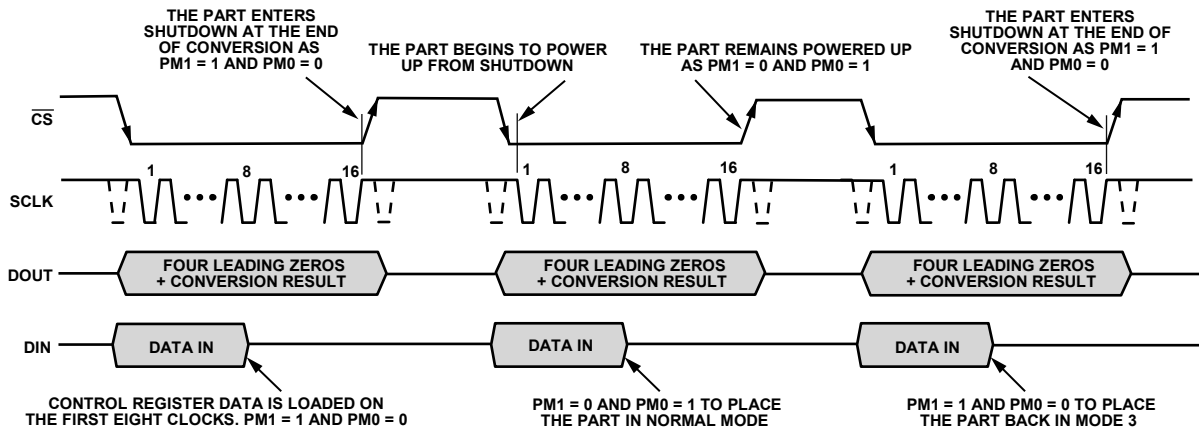 THE PART ENTERS
SHUTDOWN AT THE END
OF CONVERSION AS
PM1 = 1 AND PM0 = 0
THE PART BEGINS TO POWER
UP FROM SHUTDOWN
THE PART REMAINS POWERED UP
AS PM1 = 0 AND PM0 = 1
THE PART ENTERS
SHUTDOWN AT THE END OF
CONVERSION AS PM1 = 1
AND PM0 = 0
CS
1 8 16 1 8 16 1 8 16
SCLK
DOUT
FOUR LEADING ZEROS
+ CONVERSION RESULT
FOUR LEADING ZEROS
+ CONVERSION RESULT
FOUR LEADING ZEROS
+ CONVERSION RESULT
DIN
DATA IN
DATA IN
DATA IN
CONTROL REGISTER DATA IS LOADED ON
THE FIRST EIGHT CLOCKS. PM1 = 1 AND PM0 = 0
PM1 = 0 AND PM0 = 1 TO PLACE
THE PART IN NORMAL MODE
PM1 = 1 AND PM0 = 0 TO PLACE
THE PART BACK IN MODE 3